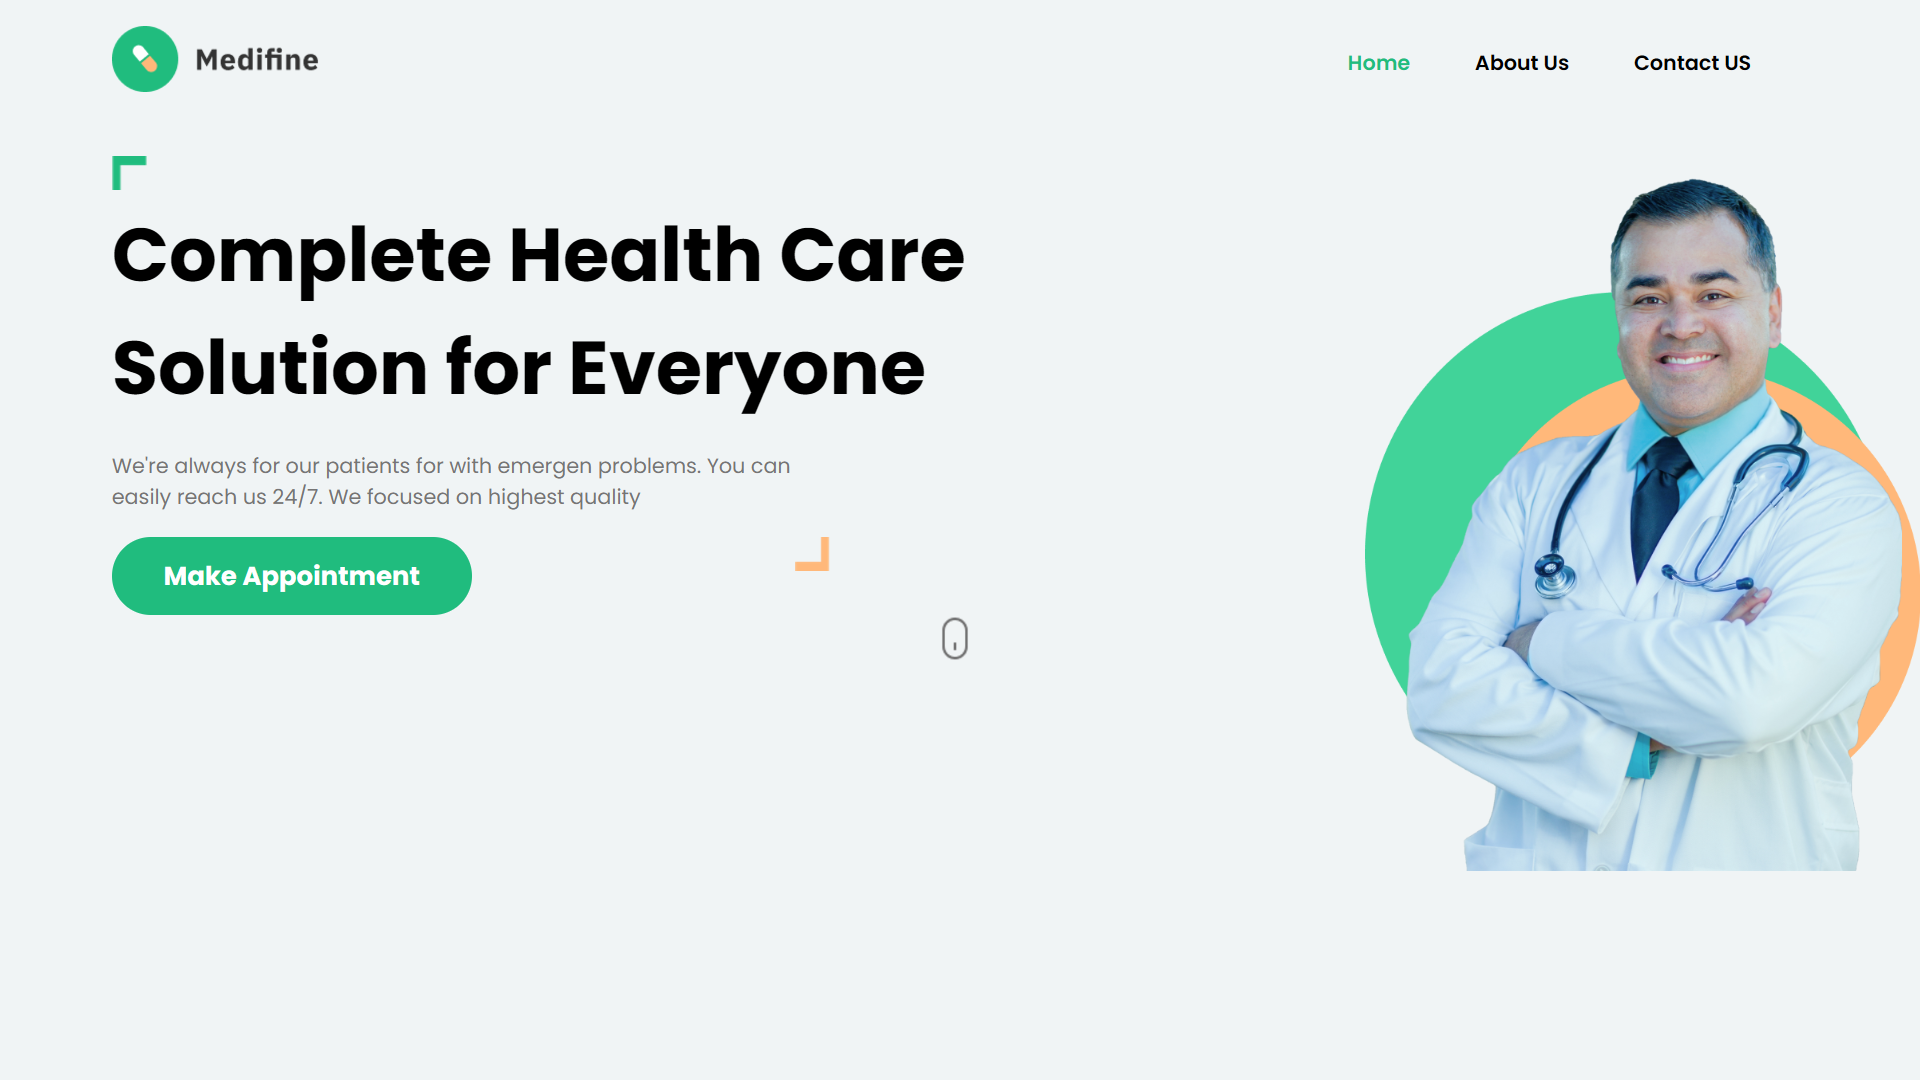 Medifine
Home
About Us
Contact US
Complete Health Care
Solution for Everyone
We're always for our patients for with emergen problems. You can
easily reach us 24/7. We focused on highest quality
Make Appointment